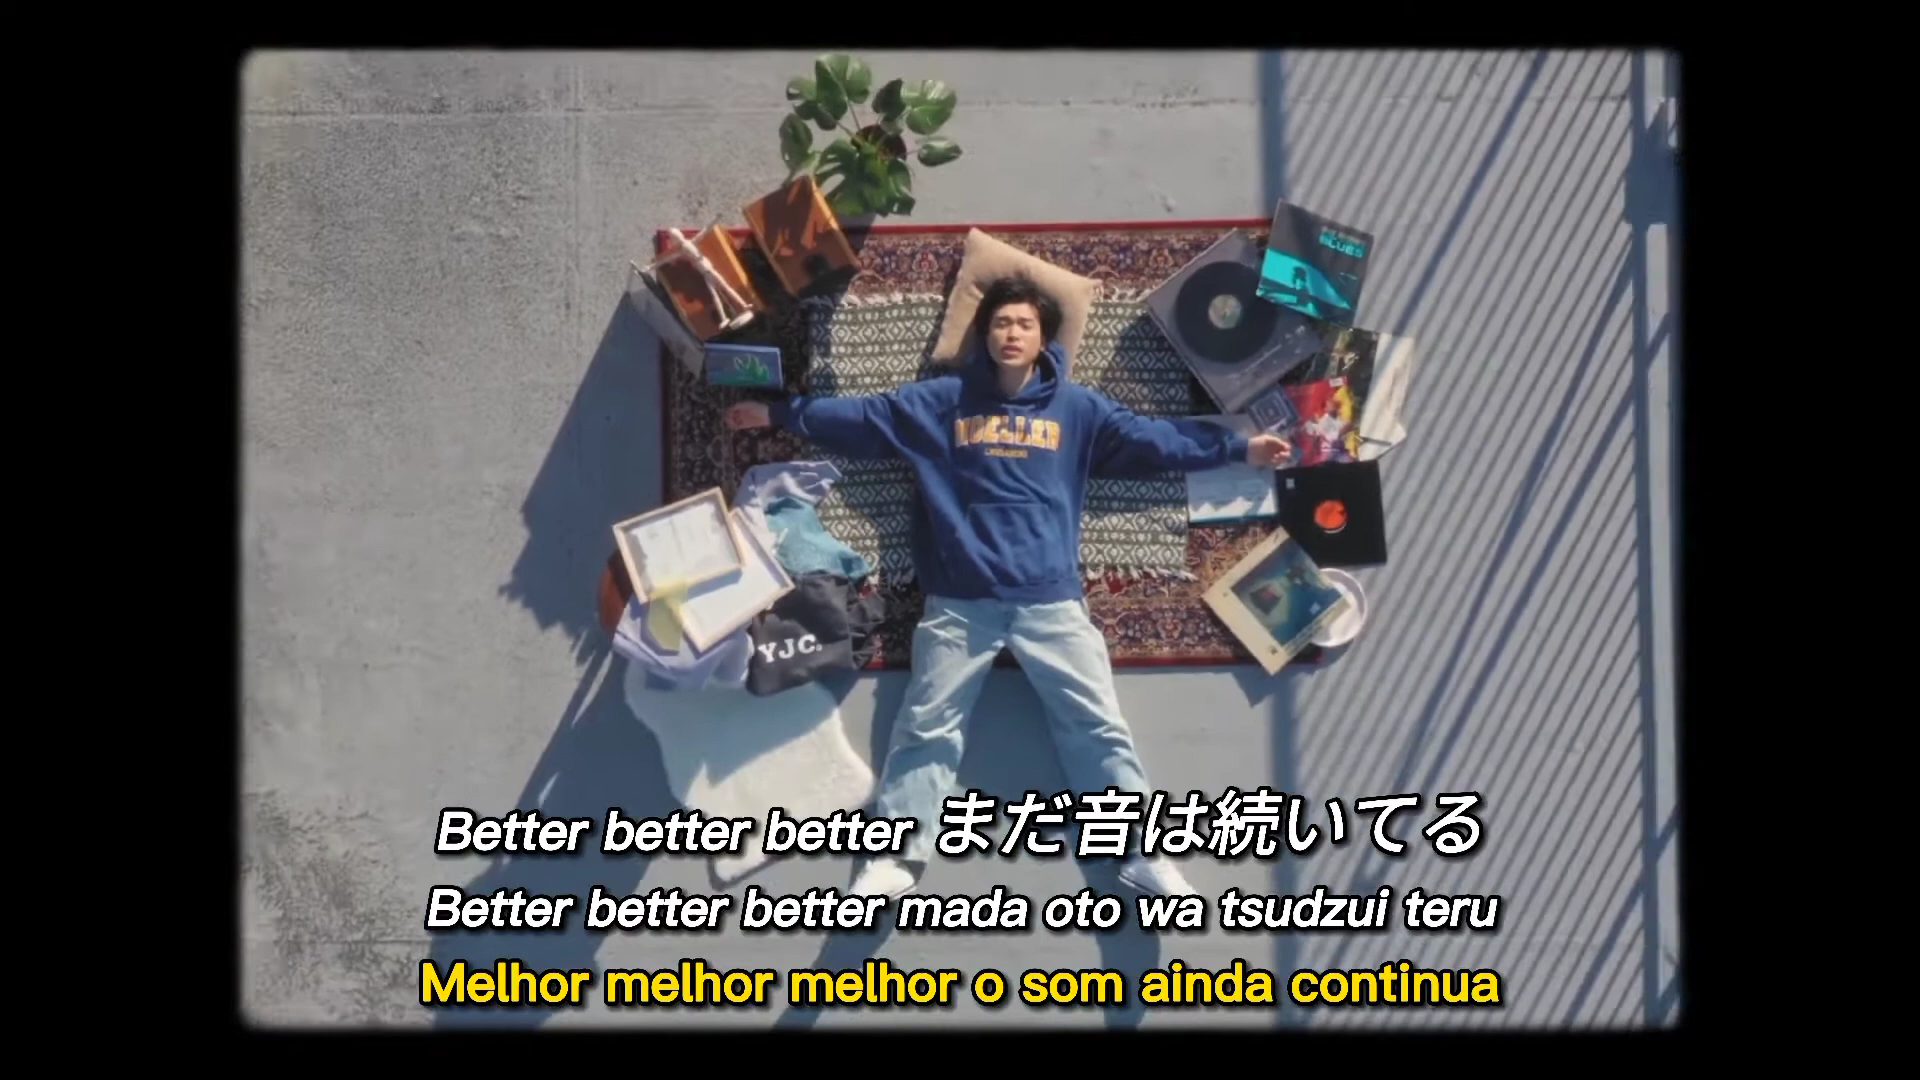 BLUES
MOELLER
YJC.
Better better better まだ音は続いてる
Better better better mada oto wa tsudzui teru
Melhor melhor melhor o som ainda continua